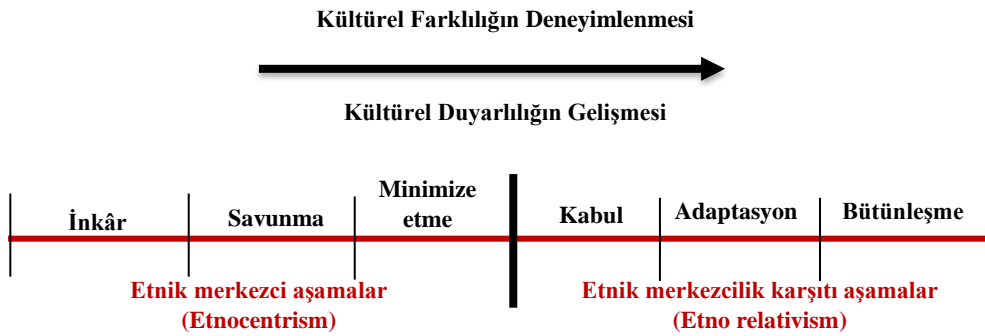 Kültürel Farklılığın Deneyimlenmesi
Kültürel Duyarlılığın Gelişmesi
İnkâr
Savunma
Minimize
etme
Kabul
Adaptasyon
Bütünleşme
Etnik merkezci aşamalar
(Etnocentrism)
Etnik merkezcilik karşıtı aşamalar
(Etno relativism)